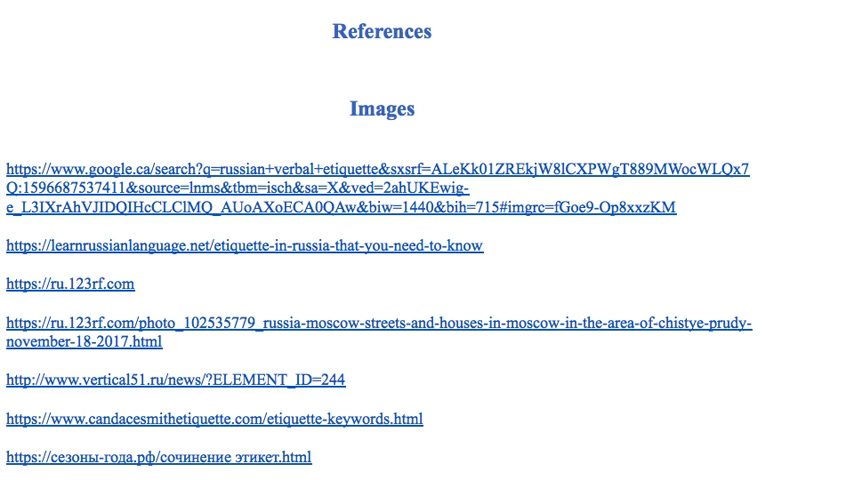 References
Images
https://www.google.ca/search?q=russian+verbal+etiquette&sxsrf=ALeKk01ZREkjW8lCXPWgT889MWocWLQx7
Q:1596687537411&source=lnms&tbm=isch&sa=X&ved=2ahUKEwig-
e_L3IXrAhVJIDQIHcCLClMQ_AUoAXoECA0QAw&biw=1440&bih=715#imgrc=fGoe9-Op8xxzKM
https://learnrussianlanguage.net/etiquette-in-russia-that-you-need-to-know
https://ru.123rf.com
https://ru.123rf.com/photo_102535779_russia-moscow-streets-and-houses-in-moscow-in-the-area-of-chistye-prudy-
november-18-2017.html
http://www.vertical51.ru/news/?ELEMENT_ID=244
https://www.candacesmithetiquette.com/etiquette-keywords.html
https://сезоны-года.рф/сочинение этикет.html